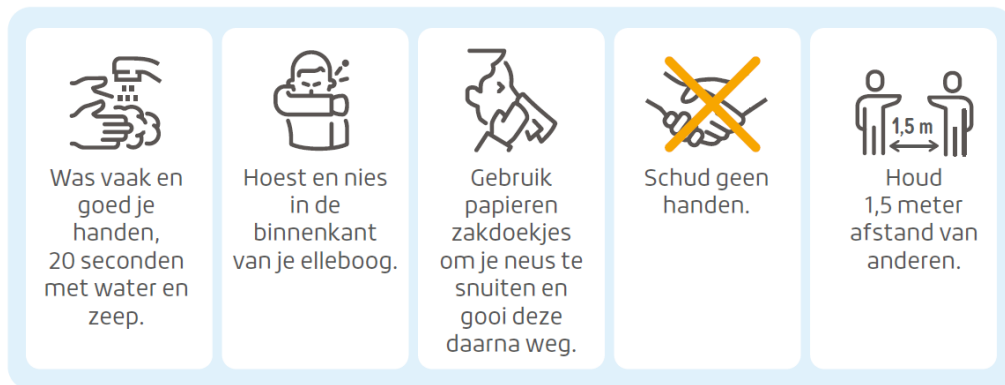 Was vaak en
goed je
handen,
20 seconden
met water en
zeep.
Hoest en nies
in de
binnenkant
van je elleboog.
Gebruik
papieren
zakdoekjes
om je neus te
snuiten en
gooi deze
daarna weg.
Schud geen
handen.
1,5 m
Houd
1,5 meter
afstand van
anderen.